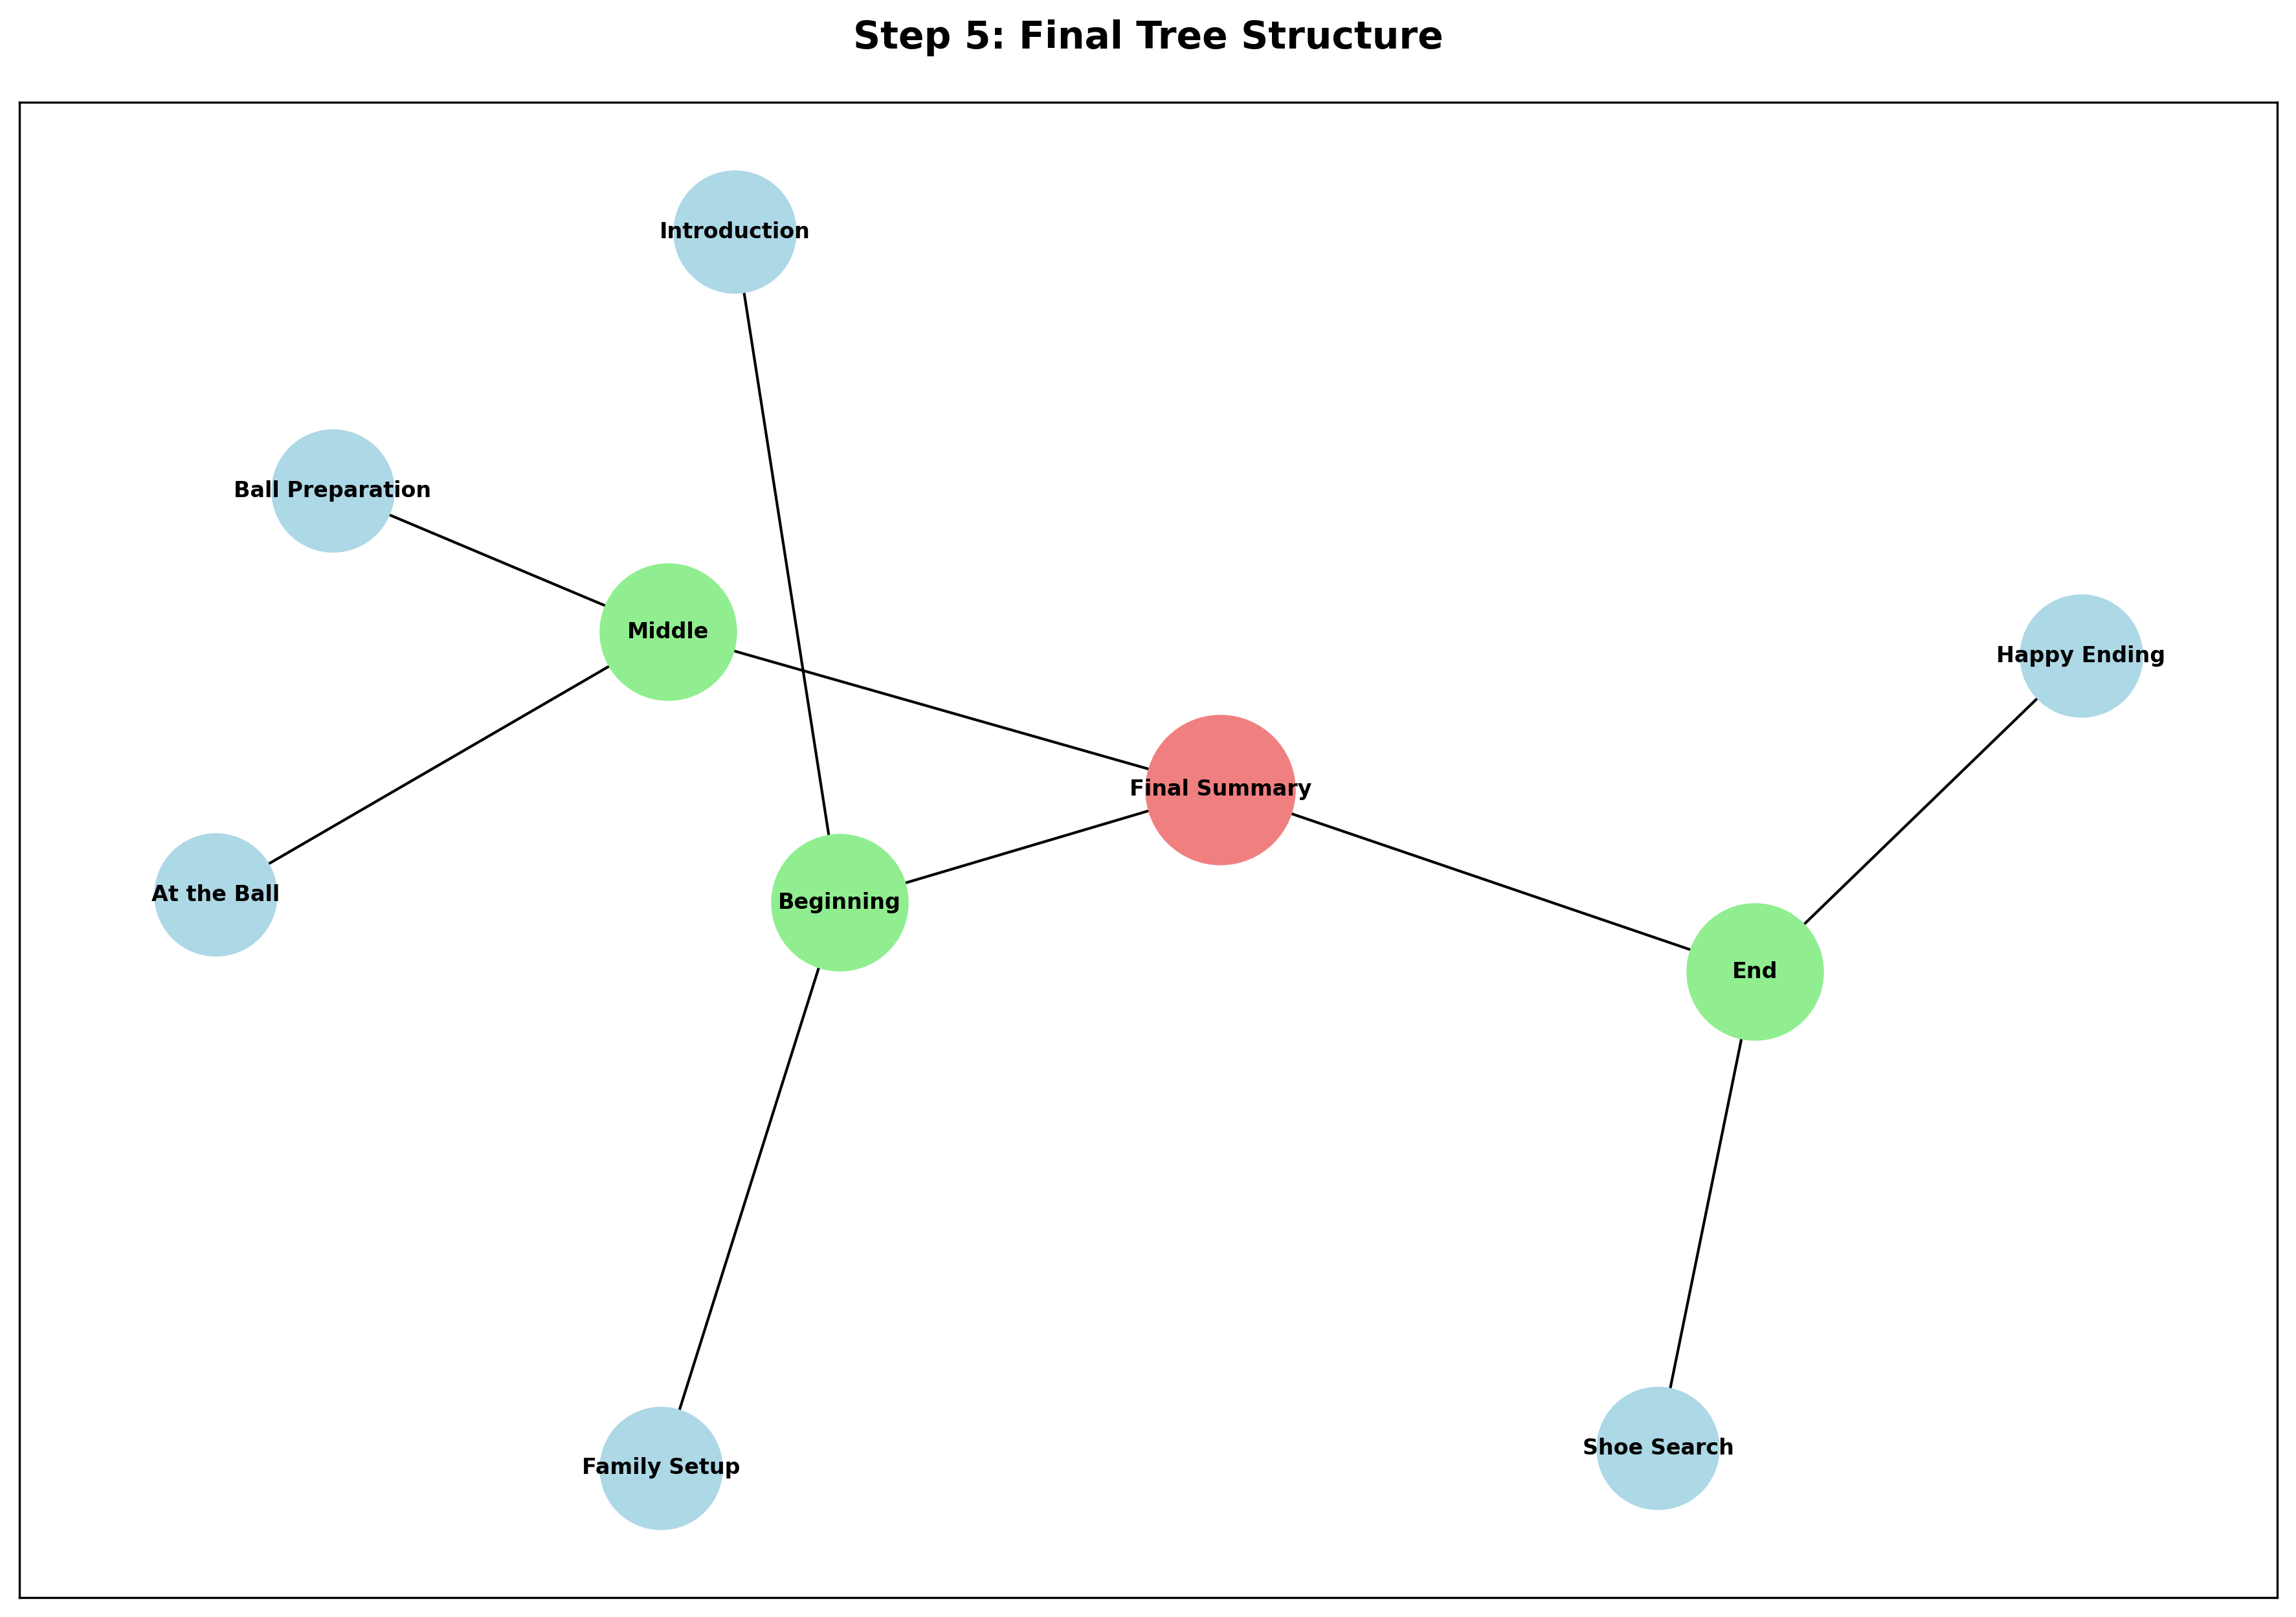 Step 5: Final Tree Structure
Introduction
Ball Preparation
Middle
Happy Ending
Final Summary
At the Ball
Beginning
End
Shoe Search
Family Setup